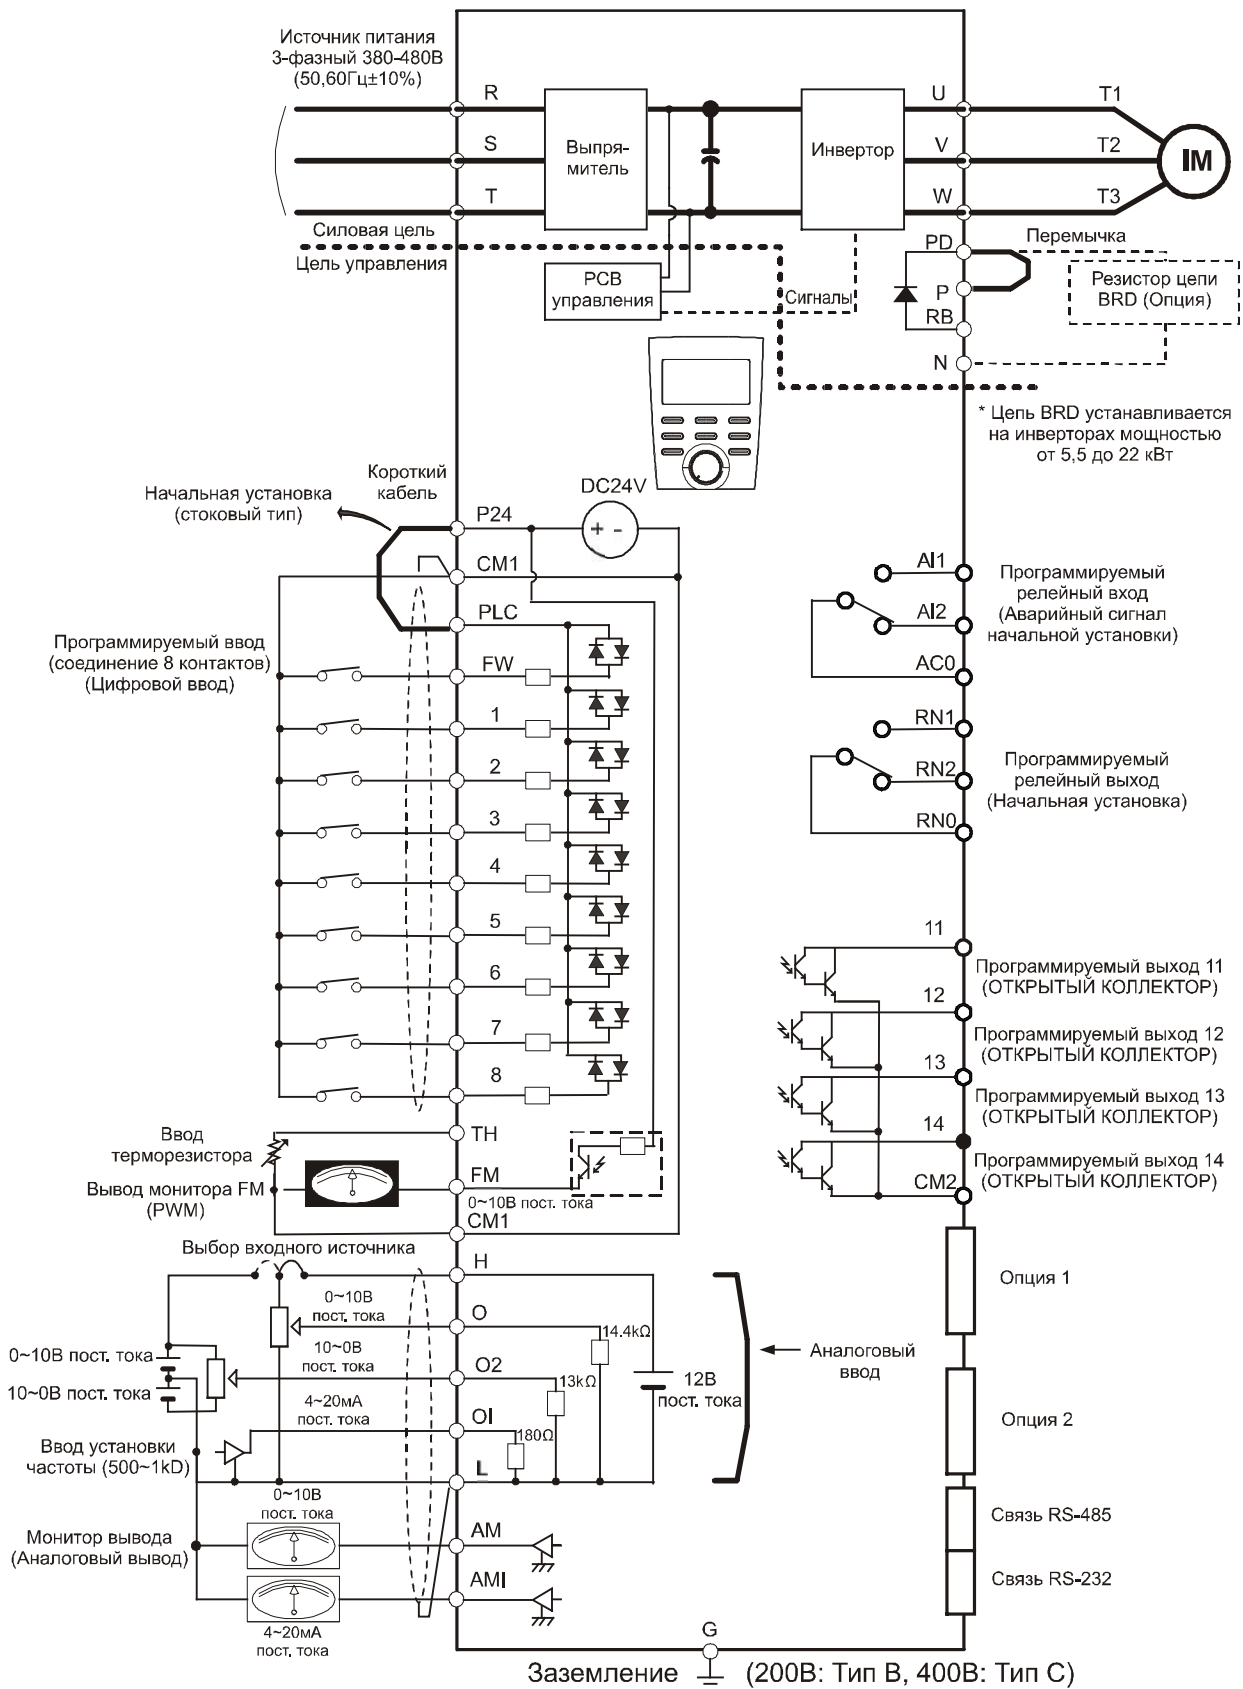 Источник питания
3-фазный 380-480В
(50,60Гц±10%)
R
S
T
Выпря-
митель
Инвертор
U
V
W
T1
T2
T3
IM
Силовая цель
Цель управления
PCB
управления
Сигналы
PD
P
RB
N
Перемычка
Резистор цепи
BRD (Опция)
* Цепь BRD устанавливается
на инверторах мощностью
от 5,5 до 22 кВт
Короткий
кабель
Начальная установка
(стоковый тип)
DC24V
+ -
P24
CM1
PLC
Программируемый ввод
(соединение 8 контактов)
(Цифровой ввод)
FW
1
2
3
4
5
6
7
8
AI1
AI2
AC0
Программируемый
релейный вход
(Аварийный сигнал
начальной установки)
RN1
RN2
RN0
Программируемый
релейный выход
(Начальная установка)
11
Программируемый выход 11
(ОТКРЫТЫЙ КОЛЛЕКТОР)
12
Программируемый выход 12
(ОТКРЫТЫЙ КОЛЛЕКТОР)
13
Программируемый выход 13
(ОТКРЫТЫЙ КОЛЛЕКТОР)
14
Программируемый выход 14
(ОТКРЫТЫЙ КОЛЛЕКТОР)
CM2
Ввод
терморезистора
TH
Вывод монитора FM
(PWM)
FM
0~10В пост. тока
CM1
Выбор входного источника
H
0~10В
пост. тока
O
14.4kΩ
10~0В
пост. тока
O2
13kΩ
0~10В пост. тока
10~0В пост. тока
12В
пост. тока
Аналоговый
ввод
4~20мА
пост. тока
OI
180Ω
Ввод установки
частоты (500~1kD)
L
0~10В
пост. тока
Монитор вывода
(Аналоговый вывод)
AM
AMI
4~20мА
пост. тока
Опция 1
Опция 2
Связь RS-485
Связь RS-232
G
Заземление (200В: Тип В, 400В: Тип С)